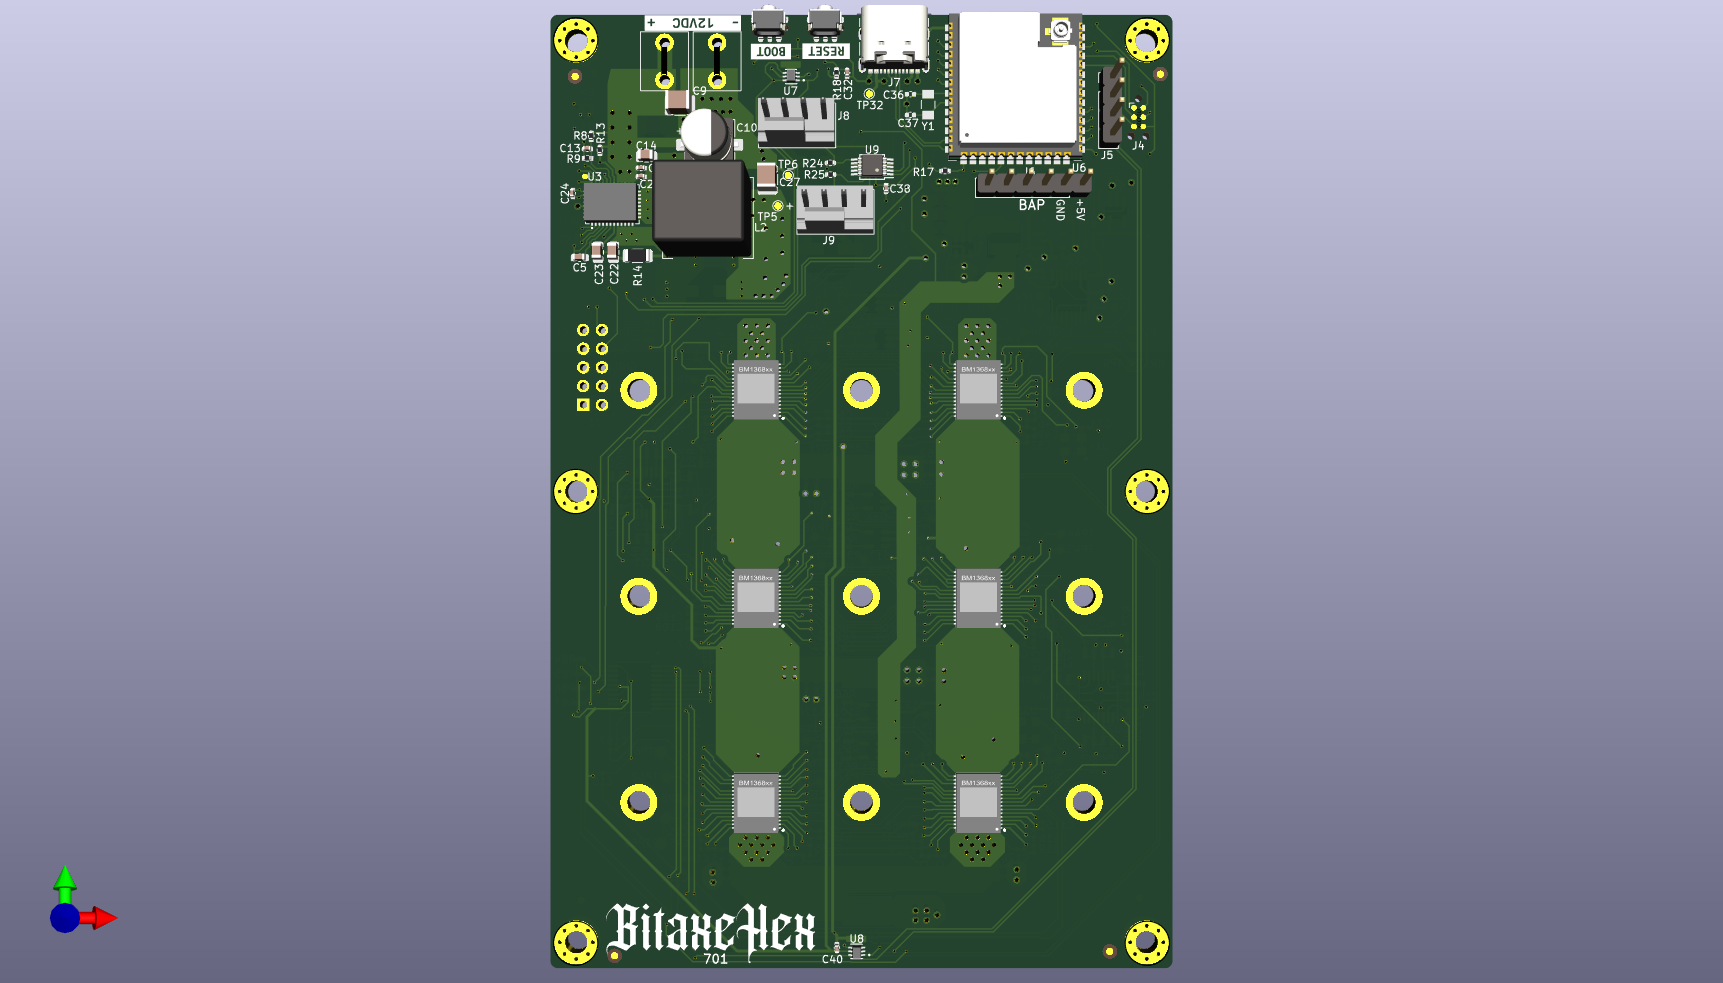 + 12VDC -
BOOT
RESET
J7
U7
R18
C32
TP32
C36
C37
Y1
C9
J8
C10
J5
J4
R8
R13
C13
R9
C14
U3
C24
TP6
C27
R24
R25
U9
C30
R17
U6
BAP
GND
+5V
TP5
+
L2
J9
C5
C23
C22
R14
BM1368xx
BM1368xx
BM1368xx
BM1368xx
BM1368xx
BM1368xx
BitaxeHex
701
U8
C40